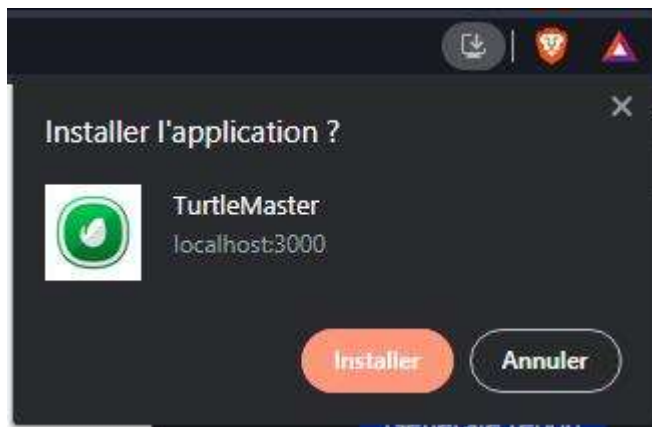 Installer l'application ?
TurtleMaster
localhost:3000
Installer
Annuler